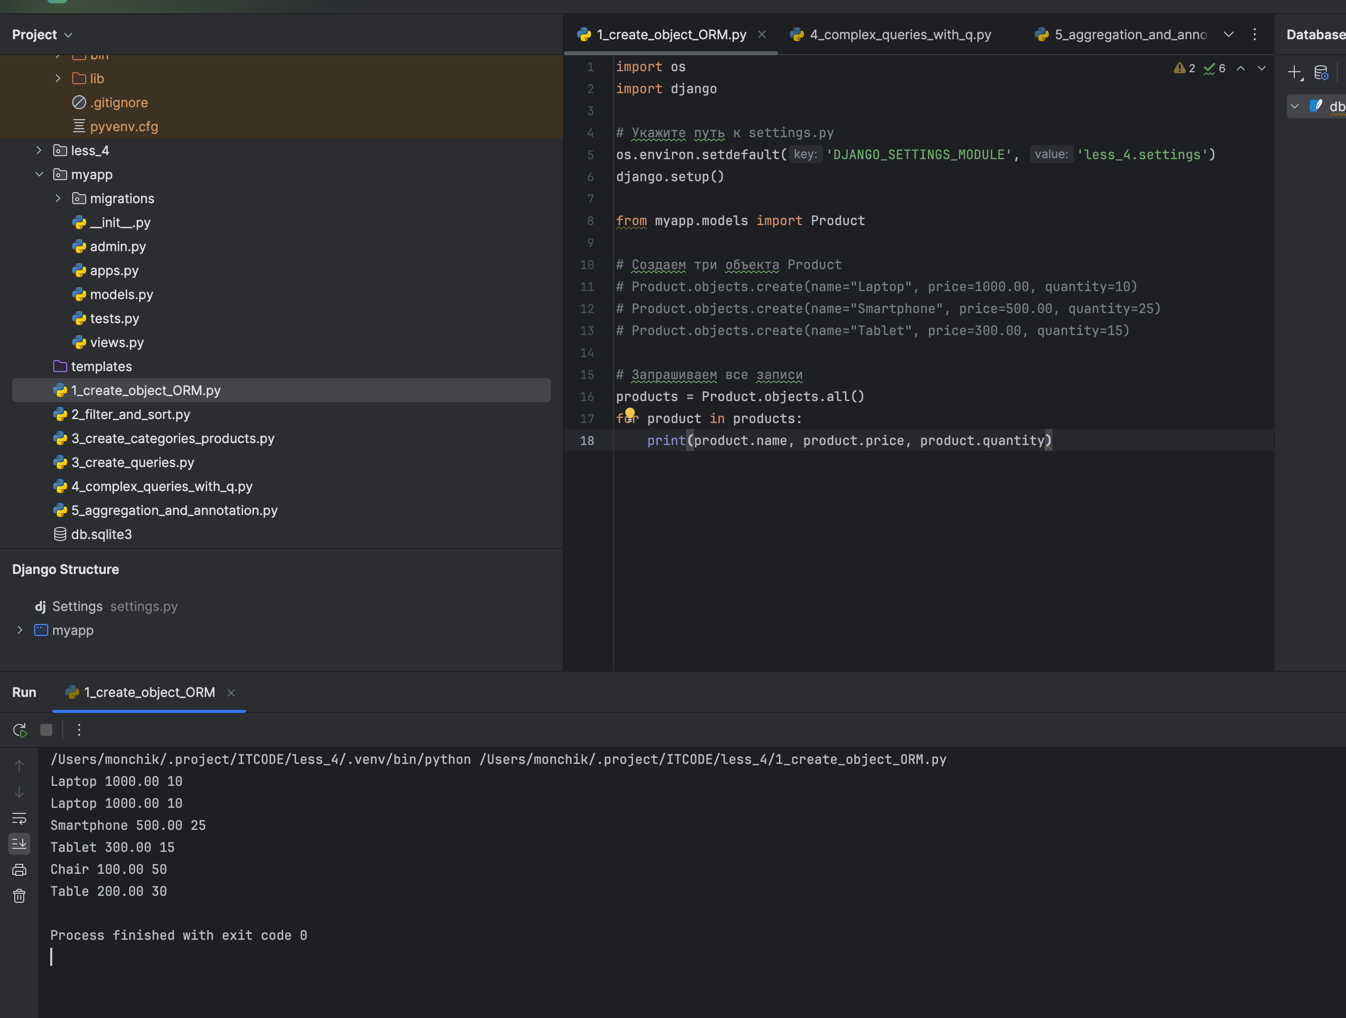 Project
bin
lib
.gitignore
pyvenv.cfg
less_4
myapp
migrations
__init__.py
admin.py
apps.py
models.py
tests.py
views.py
templates
1_create_object_ORM.py
2_filter_and_sort.py
3_create_categories_products.py
3_create_queries.py
4_complex_queries_with_q.py
5_aggregation_and_annotation.py
db.sqlite3
Django Structure
dj Settings settings.py
myapp
1_create_object_ORM.py
4_complex_queries_with_q.py
5_aggregation_and_anno
Database
db
2 6
1 import os
2 import django
3
4 # Укажите путь к settings.py
5 os.environ.setdefault( key: 'DJANGO_SETTINGS_MODULE', value: 'less_4.settings')
6 django.setup()
7
8 from myapp.models import Product
9
10 # Создаем три объекта Product
11 # Product.objects.create(name="Laptop", price=1000.00, quantity=10)
12 # Product.objects.create(name="Smartphone", price=500.00, quantity=25)
13 # Product.objects.create(name="Tablet", price=300.00, quantity=15)
14
15 # Запрашиваем все записи
16 products = Product.objects.all()
17 for product in products:
18 print(product.name, product.price, product.quantity)
Run
1_create_object_ORM
/Users/monchik/.project/ITCODE/less_4/.venv/bin/python /Users/monchik/.project/ITCODE/less_4/1_create_object_ORM.py
Laptop 1000.00 10
Laptop 1000.00 10
Smartphone 500.00 25
Tablet 300.00 15
Chair 100.00 50
Table 200.00 30
Process finished with exit code 0